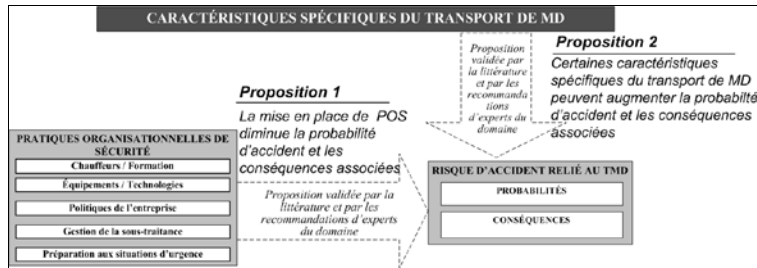 CARACTÉRISTIQUES SPÉCIFIQUES DU TRANSPORT DE MD
Proposition
validée par
la littérature
et par les
recommanda
tions
d'experts du
domaine
Proposition 2
Certaines caractéristiques
spécifiques du transport de MD
peuvent augmenter la probabilté
d'accident et les conséquences
associées
Proposition 1
La mise en place de POS
diminue la probabilité
d'accident et les
conséquences associées
PRATIQUES ORGANISATIONNELLES DE
SÉCURITÉ
Chauffeurs / Formation
Équipements / Technologies
Politiques de l'entreprise
Gestion de la sous-traitance
Préparation aux situations d'urgence
Proposition validée par la
littérature et par les
recommandations d'experts
du domaine
RISQUE D'ACCIDENT RELIÉ AU TMD
PROBABILITÉS
CONSÉQUENCES